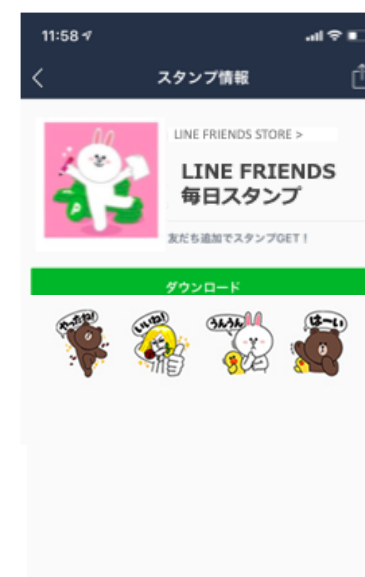 11:58
スタンプ情報
LINE FRIENDS STORE >
LINE FRIENDS
毎日スタンプ
友だち追加でスタンプGET！
ダウンロード
やったね!
いいね!
うんうん
は〜い